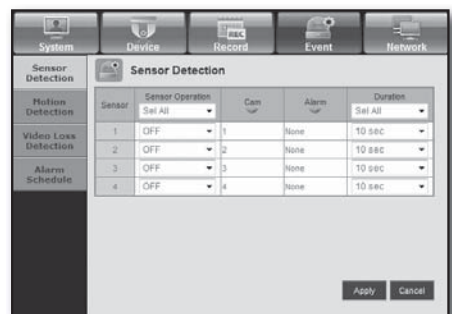 System Device Record Event Network
REC
Sensor Detection
Motion Detection
Video Loss Detection
Alarm Schedule
Sensor Detection
Sensor Sensor Operation Cam Alarm Duration
Sel All Sel All
1 OFF 1 None 10 sec
2 OFF 2 None 10 sec
3 OFF 3 None 10 sec
4 OFF 4 None 10 sec
Apply Cancel